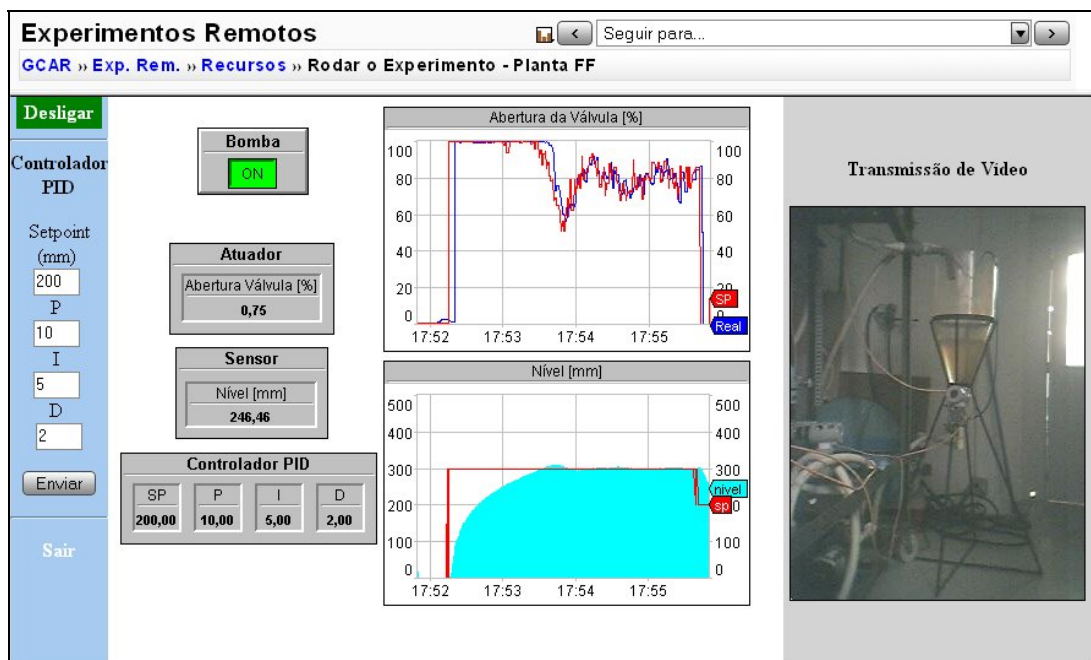 Experimentos Remotos
< Seguir para... >
GCAR » Exp. Rem. » Recursos » Rodar o Experimento - Planta FF
Desligar
Controlador
PID
Setpoint
(mm)
200
P
10
I
5
D
2
Enviar
Sair
Bomba
ON
Atuador
Abertura Válvula [%]
0,75
Sensor
Nível [mm]
246,46
Controlador PID
SP P I D
200,00 10,00 5,00 2,00
Abertura da Válvula [%]
100 100
80 80
60 60
40 40
20 20
SP
0
Real
17:52 17:53 17:54 17:55
Nível [mm]
500 500
400 400
300 300
nivel
200
sp
100 100
0 0
17:52 17:53 17:54 17:55
Transmissão de Video